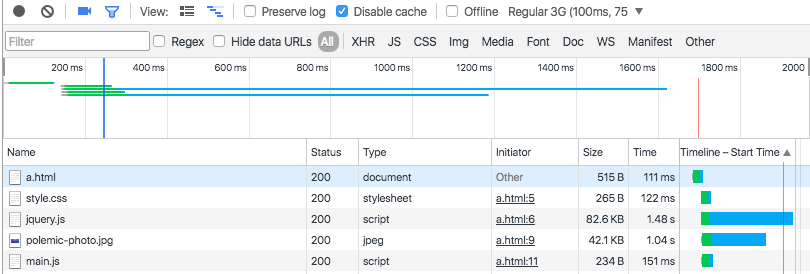 View: Preserve log Disable cache Offline Regular 3G (100ms, 75
Filter Regex Hide data URLs All XHR JS CSS Img Media Font Doc WS Manifest Other
200 ms 400 ms 600 ms 800 ms 1000 ms 1200 ms 1400 ms 1600 ms 1800 ms 2000
Name Status Type Initiator Size Time Timeline – Start Time
a.html 200 document Other 515 B 111 ms
style.css 200 stylesheet a.html:5 265 B 122 ms
jquery.js 200 script a.html:6 82.6 KB 1.48 s
polemic-photo.jpg 200 jpeg a.html:9 42.1 KB 1.04 s
main.js 200 script a.html:11 234 B 151 ms